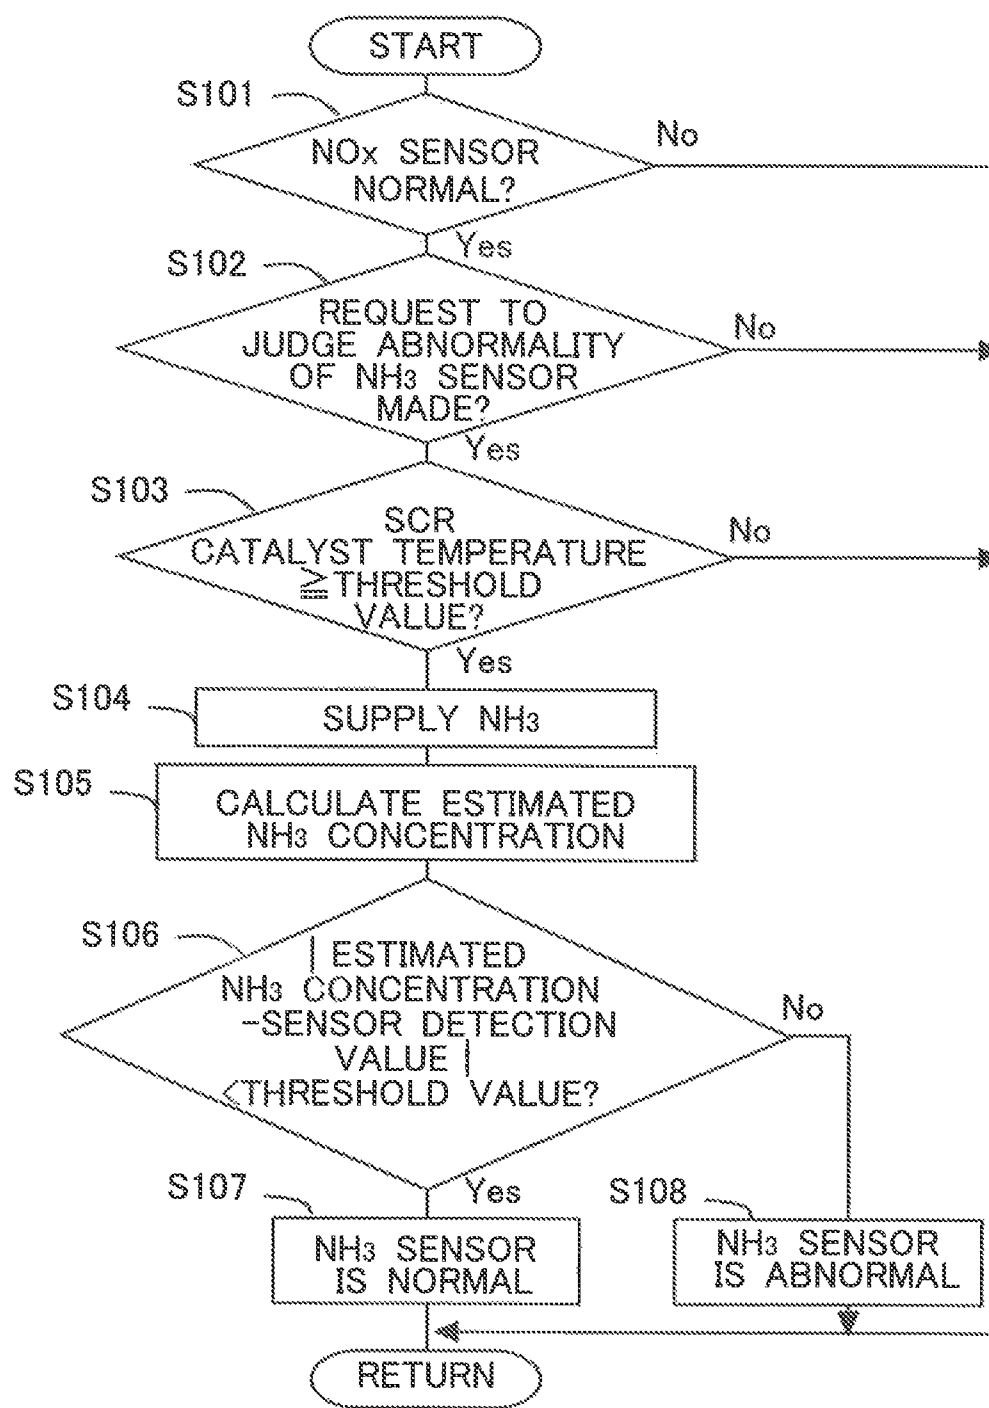 START
S101
NOx SENSOR
NORMAL?
No
Yes
S102
REQUEST TO
JUDGE ABNORMALITY
OF NH3 SENSOR
MADE?
No
Yes
S103
SCR
CATALYST TEMPERATURE
≧THRESHOLD
VALUE?
No
Yes
S104
SUPPLY NH3
S105
CALCULATE ESTIMATED
NH3 CONCENTRATION
S106
| ESTIMATED
NH3 CONCENTRATION
-SENSOR DETECTION
VALUE |
<THRESHOLD VALUE?
No
Yes
S107
NH3 SENSOR
IS NORMAL
S108
NH3 SENSOR
IS ABNORMAL
RETURN